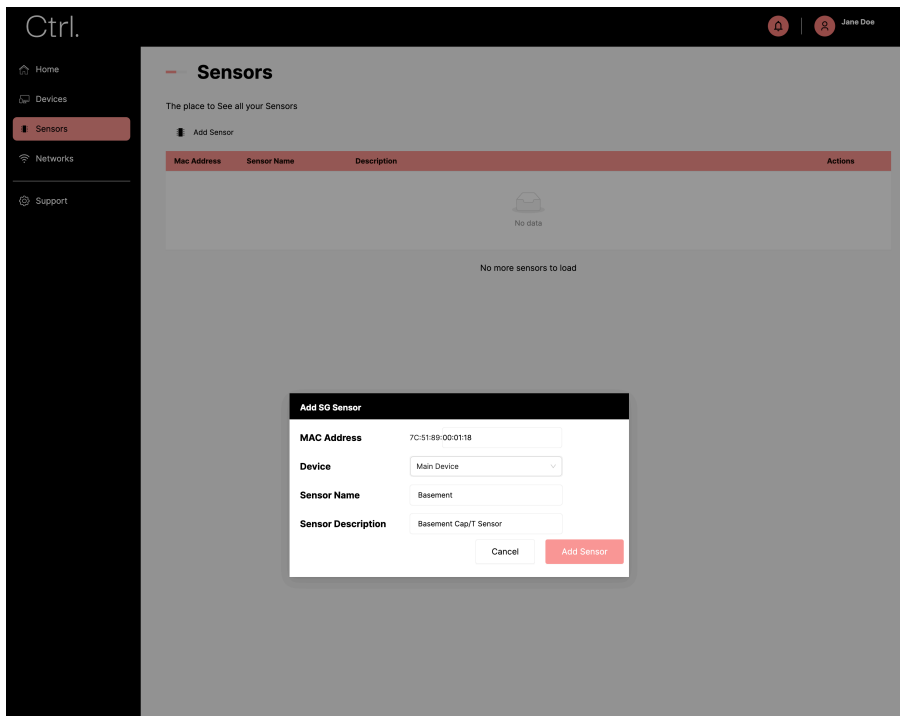 Ctrl.
Jane Doe
Home
Devices
Sensors
Networks
Support
Sensors
The place to See all your Sensors
Add Sensor
Mac Address Sensor Name Description Actions
No data
No more sensors to load
Add SG Sensor
MAC Address 7C:51:89:00:01:18
Device Main Device
Sensor Name Basement
Sensor Description Basement Cap/T Sensor
Cancel Add Sensor